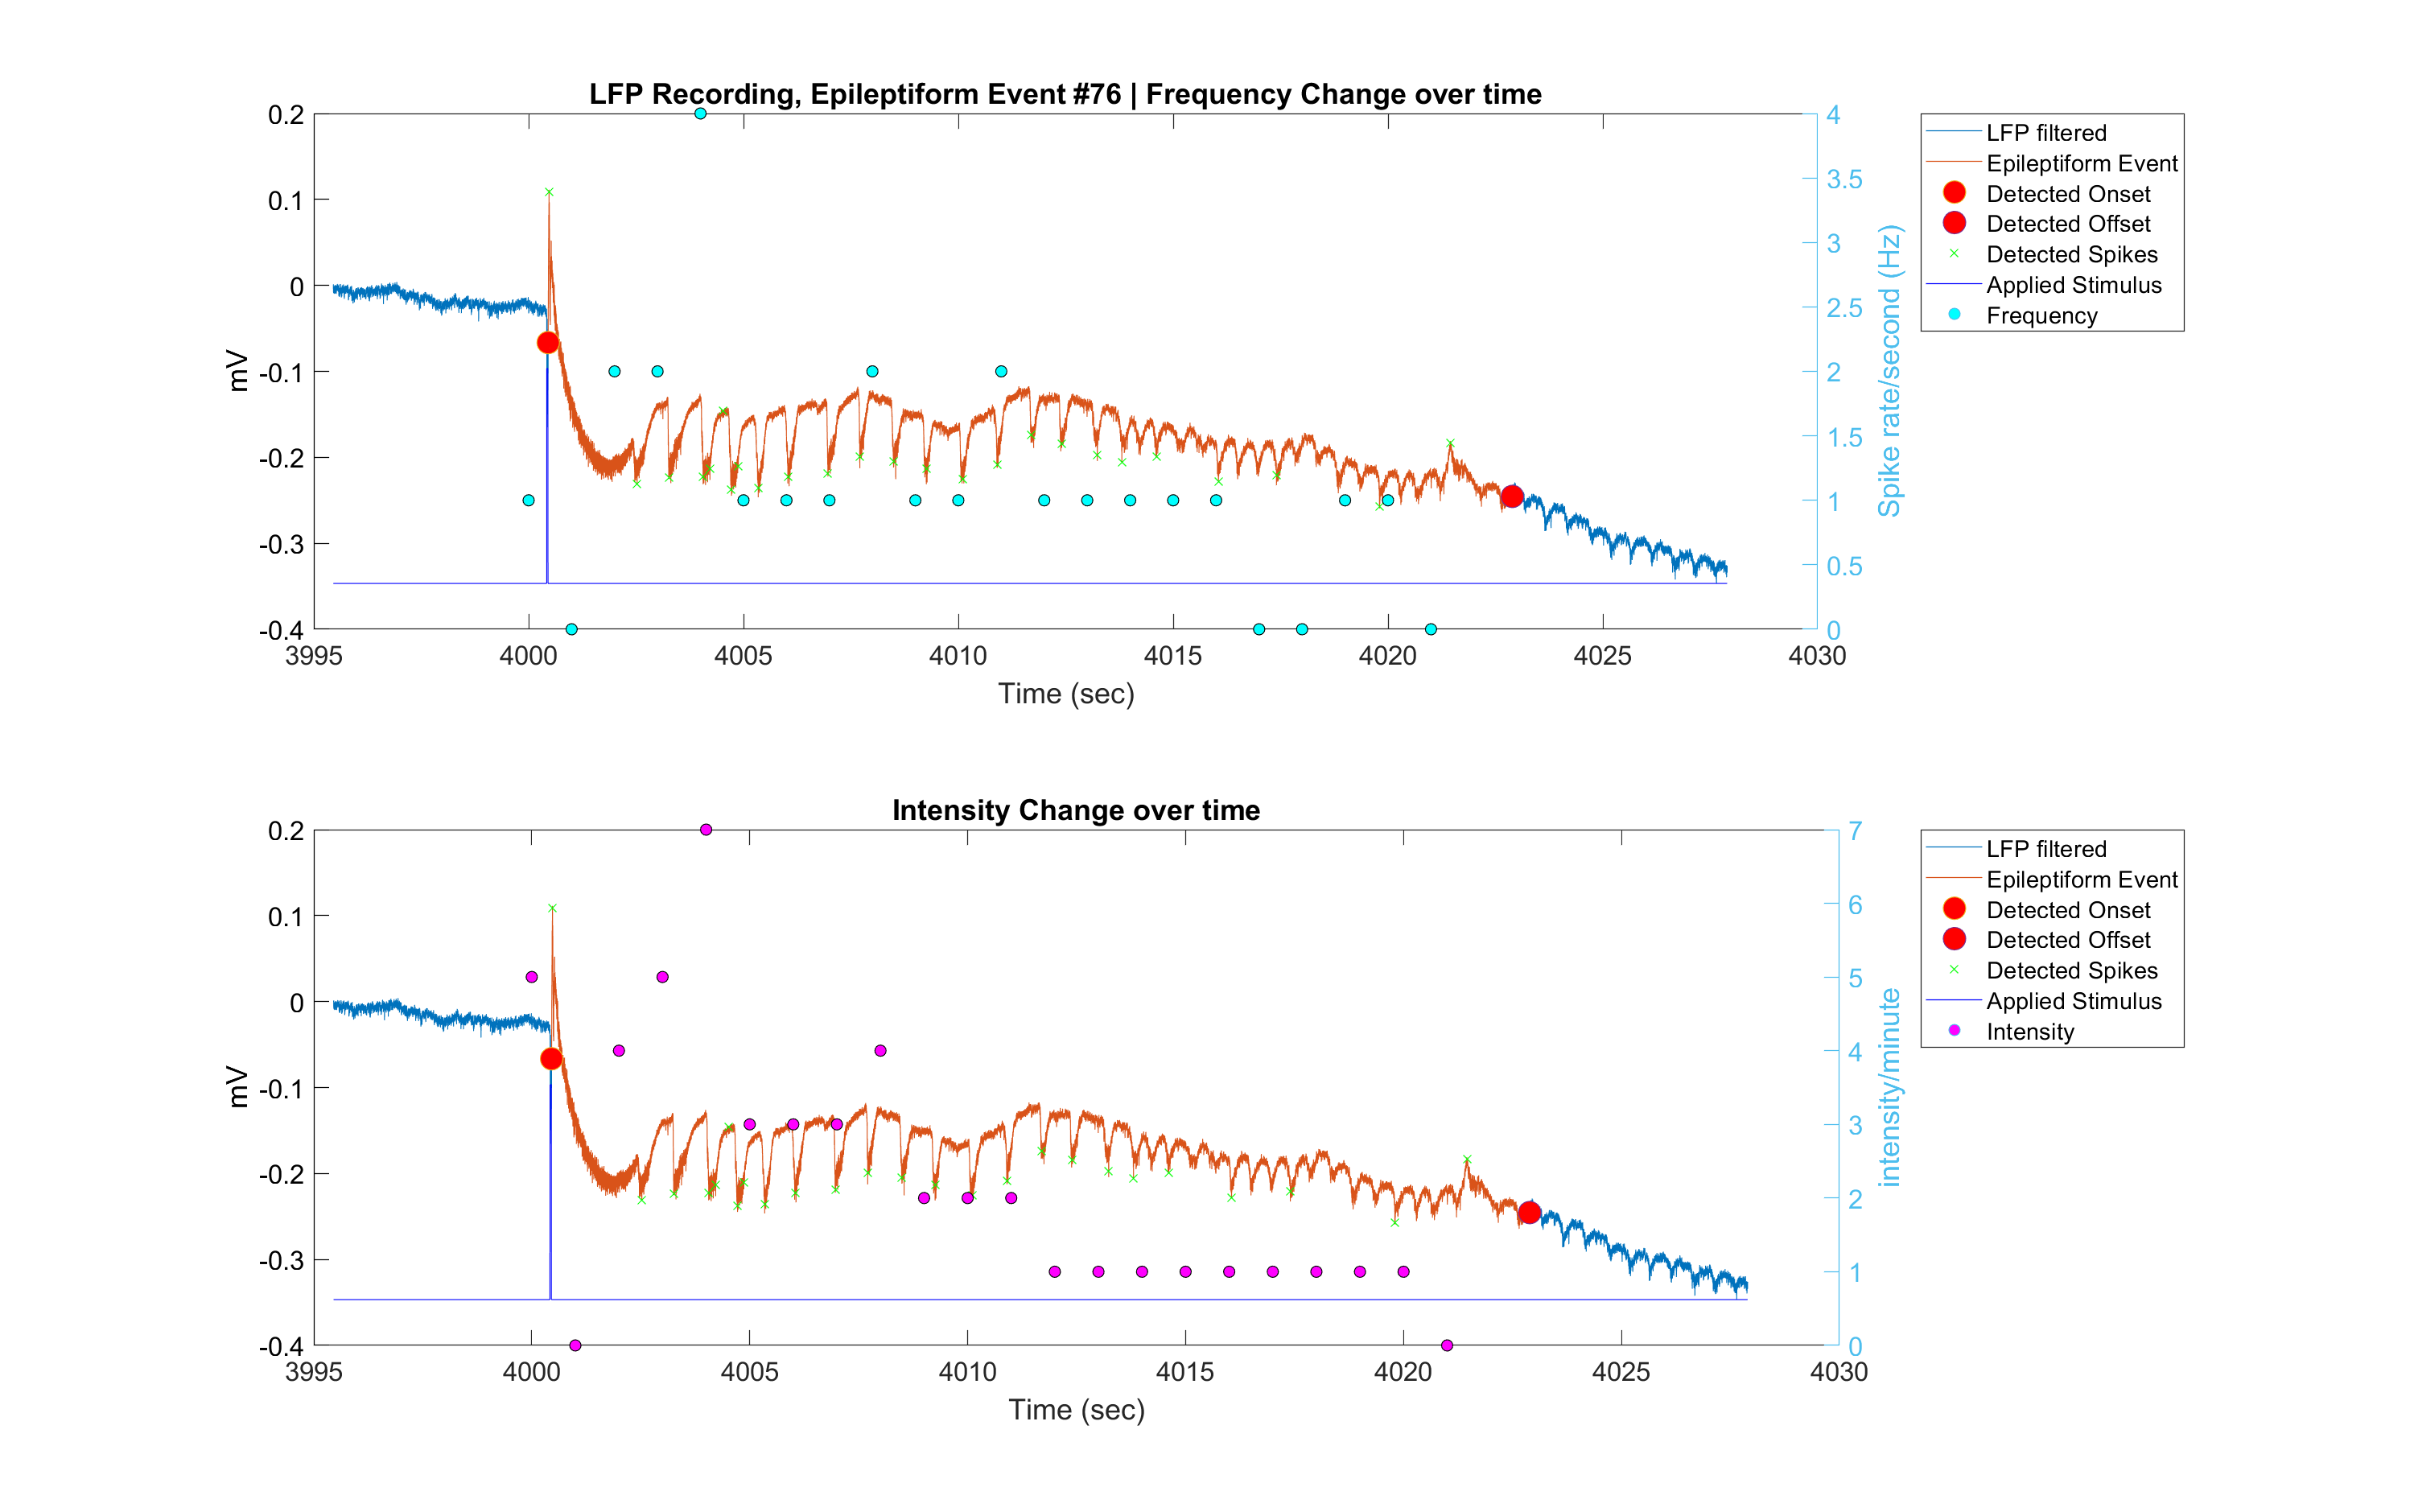 LFP Recording, Epileptiform Event #76 | Frequency Change over time
0.2
0.1
0
-0.1
-0.2
-0.3
-0.4
mV
4
3.5
3
2.5
2
1.5
1
0.5
0
Spike rate/second (Hz)
3995 4000 4005 4010 4015 4020 4025 4030
Time (sec)
LFP filtered
Epileptiform Event
Detected Onset
Detected Offset
Detected Spikes
Applied Stimulus
Frequency
Intensity Change over time
0.2
0.1
0
-0.1
-0.2
-0.3
-0.4
mV
7
6
5
4
3
2
1
0
intensity/minute
3995 4000 4005 4010 4015 4020 4025 4030
Time (sec)
LFP filtered
Epileptiform Event
Detected Onset
Detected Offset
Detected Spikes
Applied Stimulus
Intensity